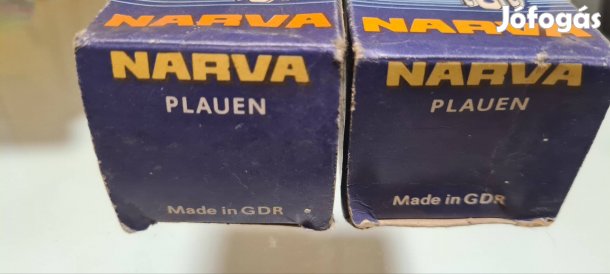 Jófogás
NARVA
NARVA
NARVA
PLAUEN
Made in GDR
NARVA
PLAUEN
Made in GDR